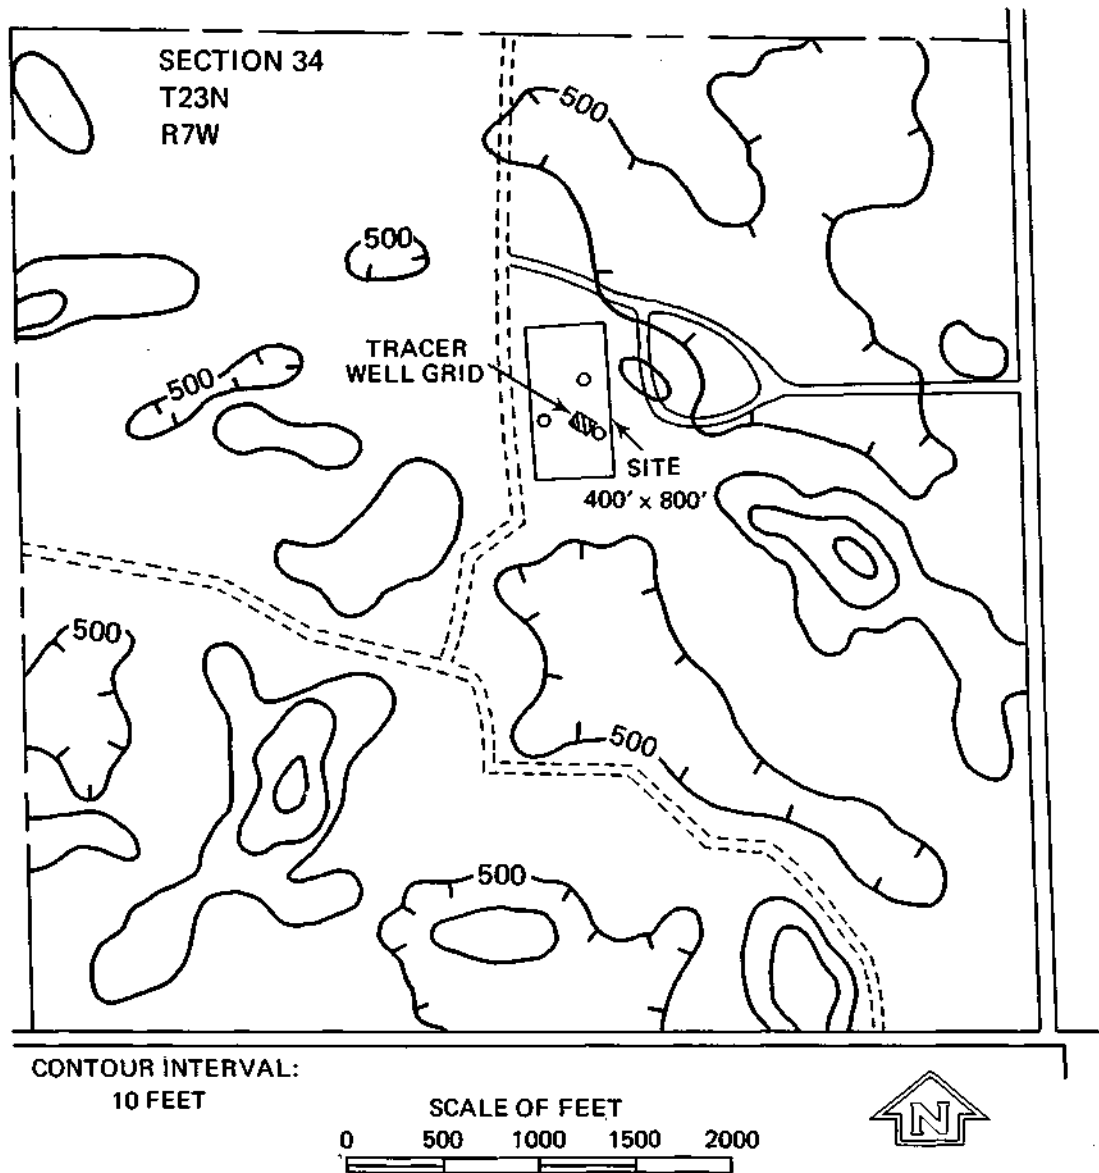 SECTION 34
T23N
R7W
500
500
TRACER
WELL GRID
500
SITE
400' x 800'
500
500
500
CONTOUR INTERVAL:
10 FEET
SCALE OF FEET
0 500 1000 1500 2000
N